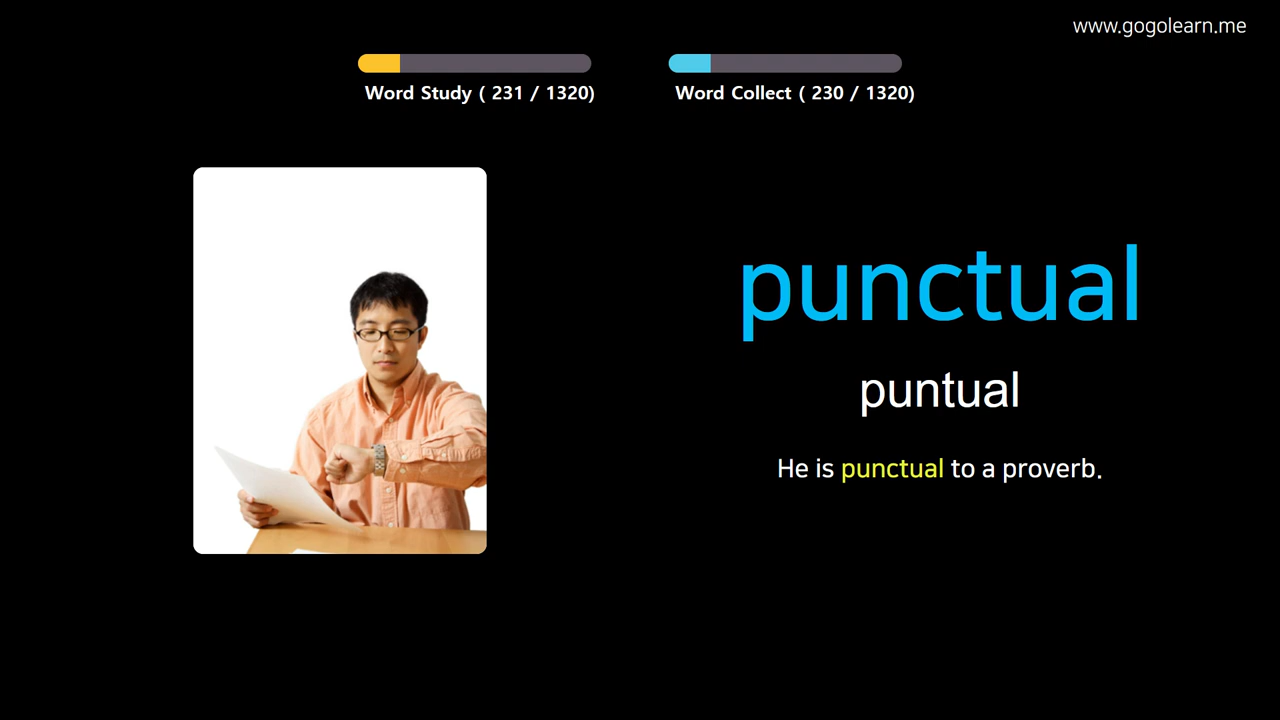 www.gogolearn.me
Word Study ( 231 / 1320)
Word Collect ( 230 / 1320)
punctual
puntual
He is punctual to a proverb.